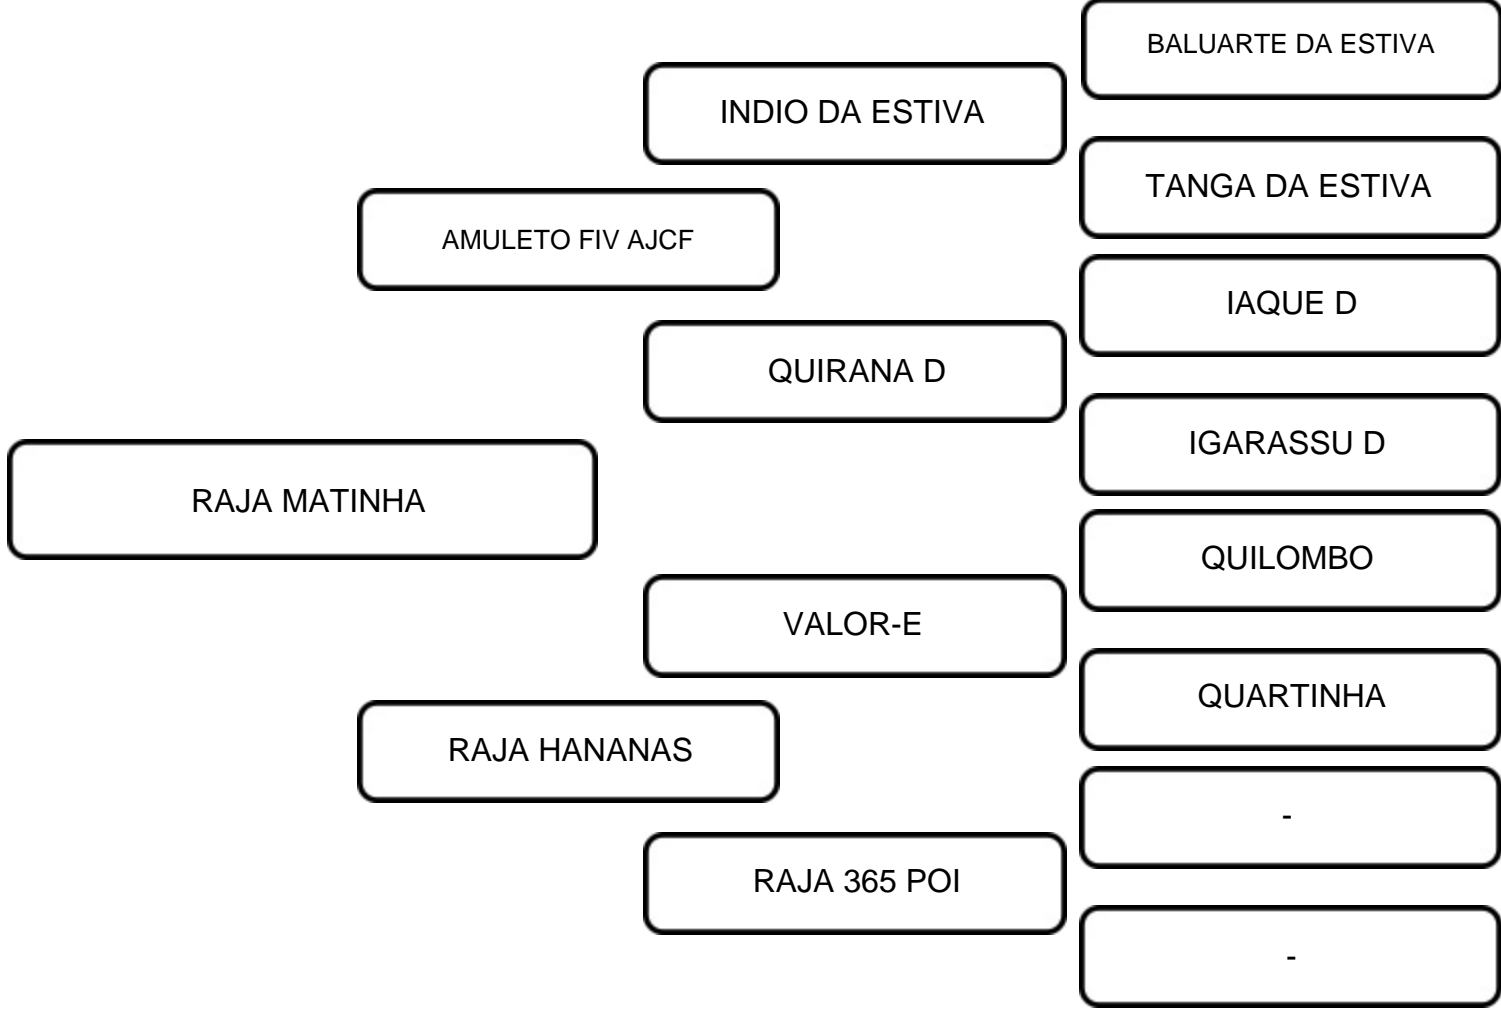 BALUARTE DA ESTIVA
INDIO DA ESTIVA
TANGA DA ESTIVA
AMULETO FIV AJCF
IAQUE D
QUIRANA D
IGARASSU D
RAJA MATINHA
QUILOMBO
VALOR-E
QUARTINHA
RAJA HANANAS
-
RAJA 365 POI
-